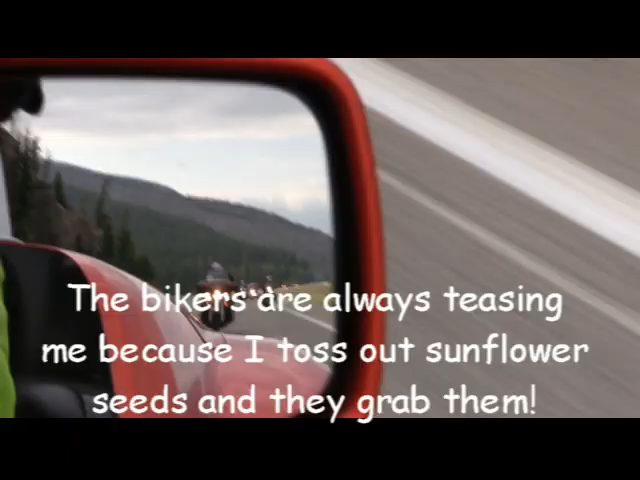 The bikers are always teasing
me because I toss out sunflower
seeds and they grab them!